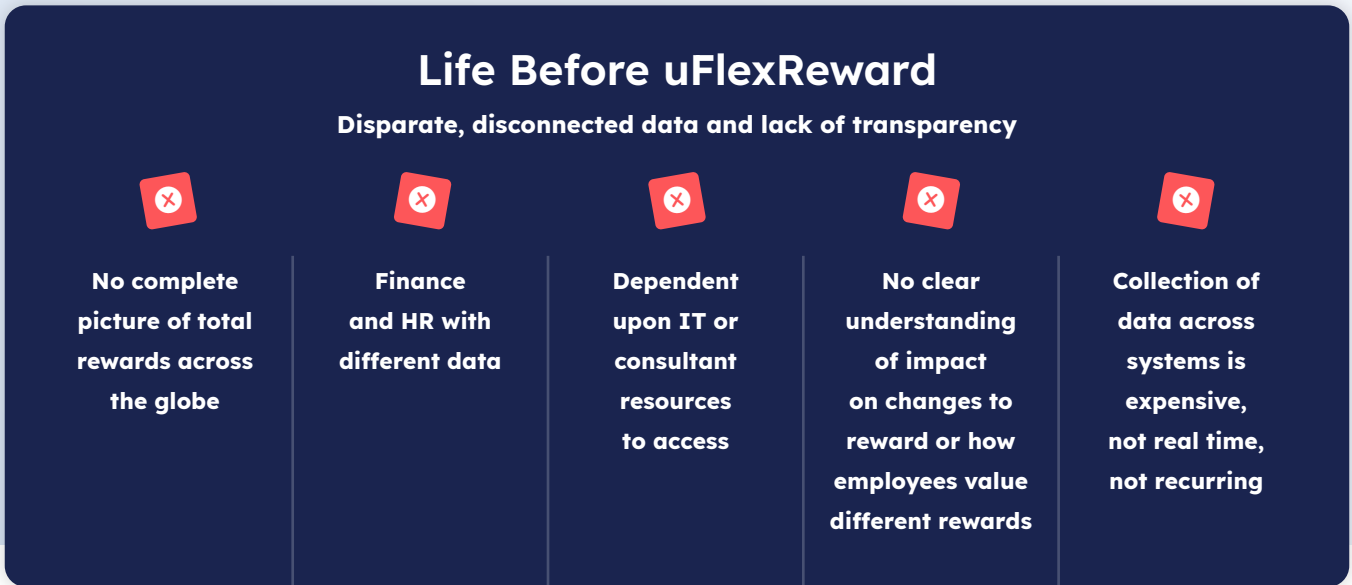 Life Before uFlexReward
Disparate, disconnected data and lack of transparency
No complete
picture of total
rewards across
the globe
Finance
and HR with
different data
Dependent
upon IT or
consultant
resources
to access
No clear
understanding
of impact
on changes to
reward or how
employees value
different rewards
Collection of
data across
systems is
expensive,
not real time,
not recurring